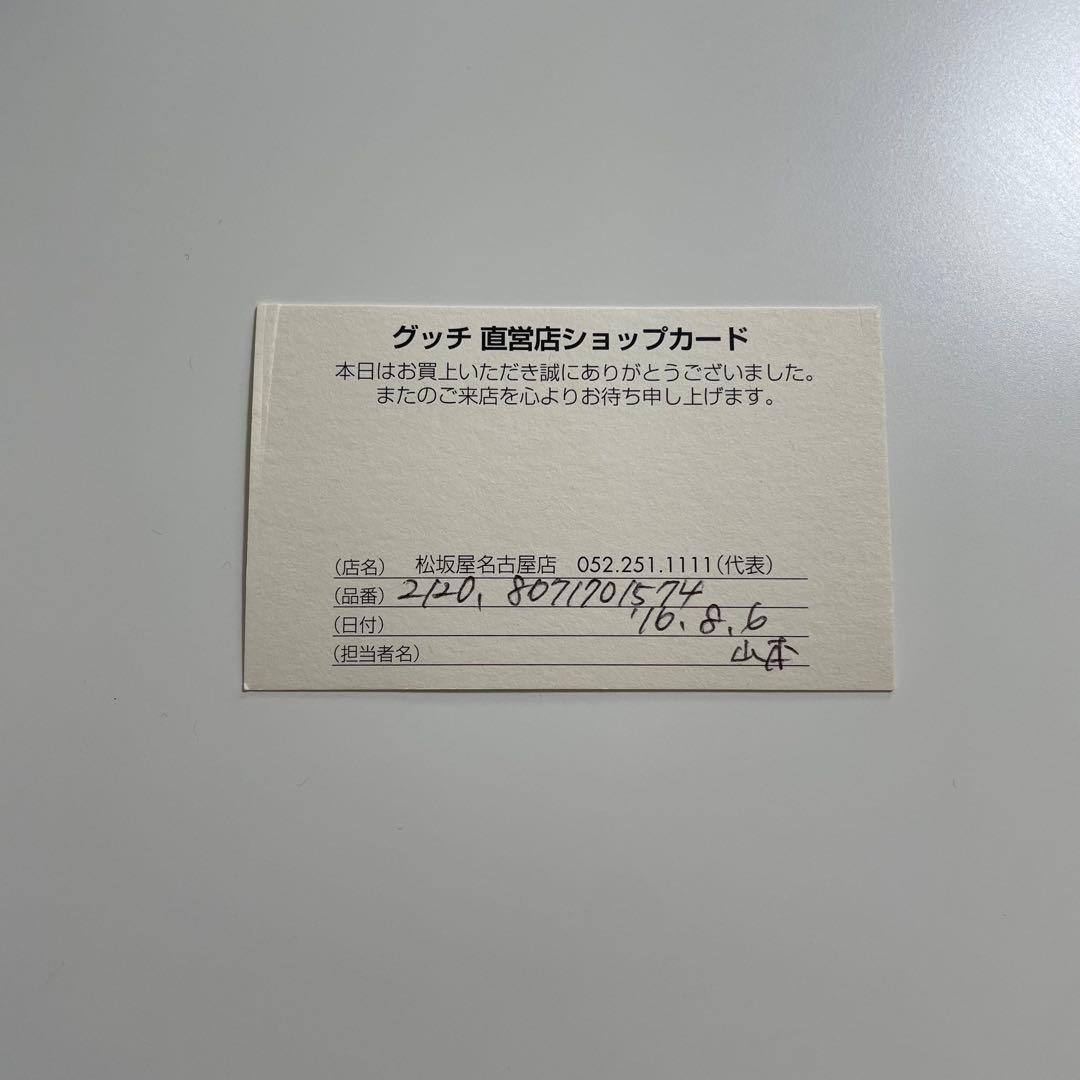 グッチ 直営店ショップカード
本日はお買上いただき誠にありがとうございました。
またのご来店を心よりお待ち申し上げます。
(店名) 松坂屋名古屋店 052.251.1111(代表)
(品番) 2120, 8071701574
(日付) '16.8.6
(担当者名) 山本